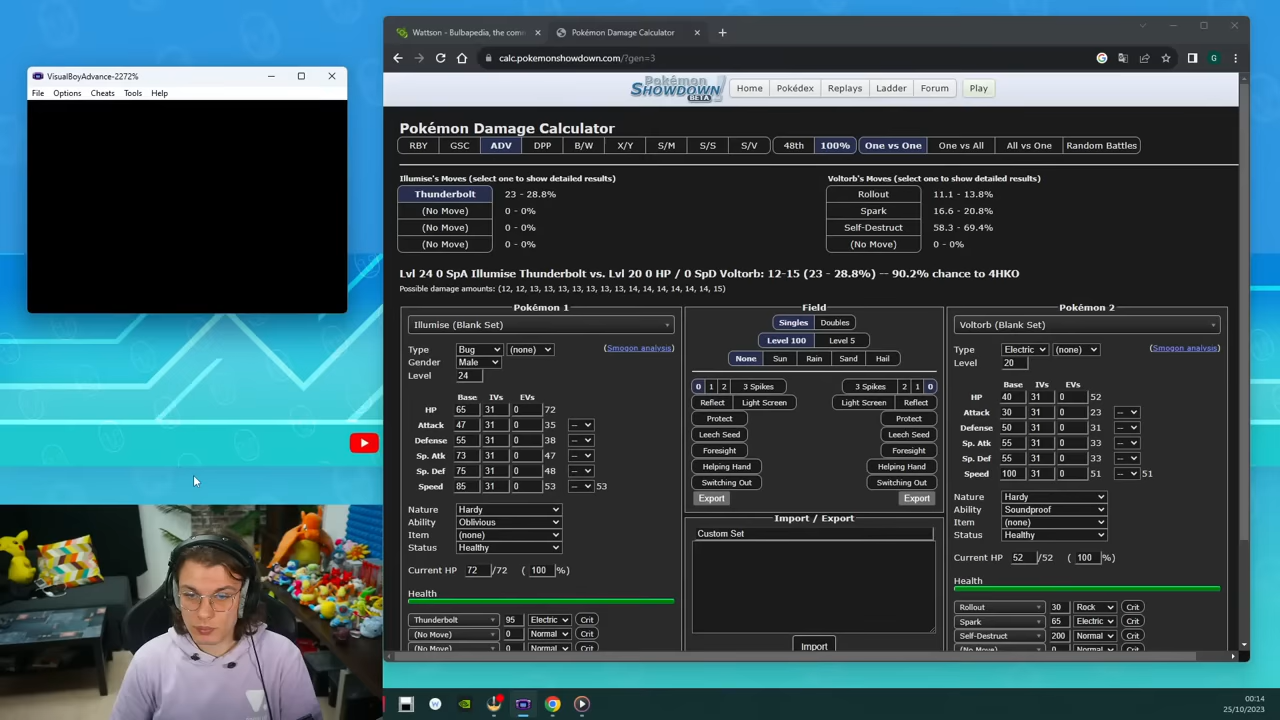 Wattson - Bulbapedia, the com
Pokémon Damage Calculator
calc.pokemonshowdown.com/?gen=3
G
VisualBoyAdvance-2272%
File Options Cheats Tools Help
Pokémon
SHOWDOWN
BETA
Home Pokédex Replays Ladder Forum Play
Pokémon Damage Calculator
RBY GSC ADV DPP B/W X/Y S/M S/S S/V 48th 100% One vs One One vs All All vs One Random Battles
Illumise's Moves (select one to show detailed results)
Thunderbolt 23 - 28.8%
(No Move) 0 - 0%
(No Move) 0 - 0%
(No Move) 0 - 0%
Voltorb's Moves (select one to show detailed results)
Rollout 11.1 - 13.8%
Spark 16.6 - 20.8%
Self-Destruct 58.3 - 69.4%
(No Move) 0 - 0%
Lvl 24 0 SpA Illumise Thunderbolt vs. Lvl 20 0 HP / 0 SpD Voltorb: 12-15 (23 - 28.8%) -- 90.2% chance to 4HKO
Possible damage amounts: (12, 12, 13, 13, 13, 13, 13, 13, 13, 14, 14, 14, 14, 14, 14, 15)
Pokémon 1
Illumise (Blank Set)
Type Bug (none) (Smogon analysis)
Gender Male
Level 24
Base IVs EVs
HP 65 31 0 72
Attack 47 31 0 35 --
Defense 55 31 0 38 --
Sp. Atk 73 31 0 47 --
Sp. Def 75 31 0 48 --
Speed 85 31 0 53 -- 53
Nature Hardy
Ability Oblivious
Item (none)
Status Healthy
Current HP 72 /72 ( 100 %)
Health
Thunderbolt 95 Electric Crit
(No Move) 0 Normal Crit
(No Move) 0 Normal Crit
Field
Singles Doubles
Level 100 Level 5
None Sun Rain Sand Hail
0 1 2 3 Spikes 3 Spikes 2 1 0
Reflect Light Screen Light Screen Reflect
Protect Protect
Leech Seed Leech Seed
Foresight Foresight
Helping Hand Helping Hand
Switching Out Switching Out
Export Export
Import / Export
Custom Set
Import
Pokémon 2
Voltorb (Blank Set)
Type Electric (none) (Smogon analysis)
Level 20
Base IVs EVs
HP 40 31 0 52
Attack 30 31 0 23 --
Defense 50 31 0 31 --
Sp. Atk 55 31 0 33 --
Sp. Def 55 31 0 33 --
Speed 100 31 0 51 -- 51
Nature Hardy
Ability Soundproof
Item (none)
Status Healthy
Current HP 52 /52 ( 100 %)
Health
Rollout 30 Rock Crit
Spark 65 Electric Crit
Self-Destruct 200 Normal Crit
00:14
25/10/2023